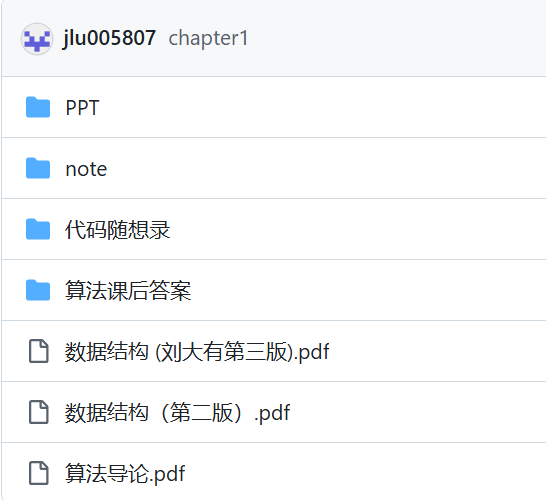 jlu005807 chapter1
PPT
note
代码随想录
算法课后答案
数据结构 (刘大有第三版).pdf
数据结构（第二版）.pdf
算法导论.pdf